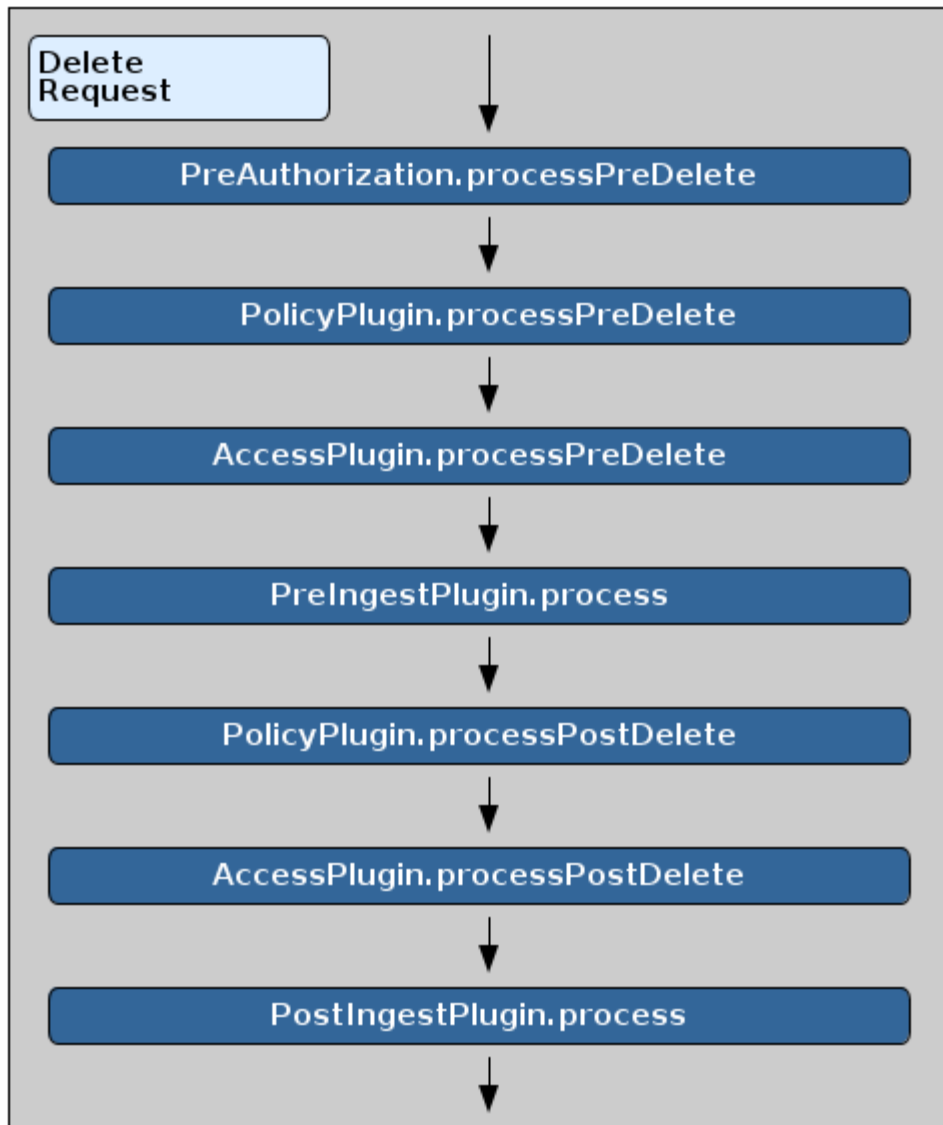 Delete
Request
PreAuthorization.processPreDelete
PolicyPlugin.processPreDelete
AccessPlugin.processPreDelete
PreIngestPlugin.process
PolicyPlugin.processPostDelete
AccessPlugin.processPostDelete
PostIngestPlugin.process